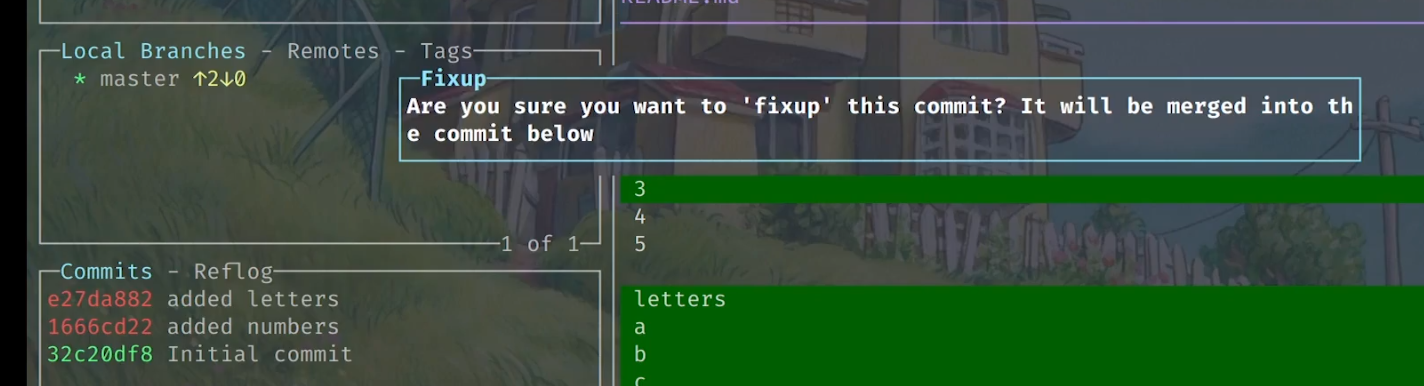 README.md
Local Branches - Remotes - Tags
* master ↑2↓0
Fixup
Are you sure you want to 'fixup' this commit? It will be merged into th
e commit below
3
4
5
1 of 1
Commits - Reflog
e27da882 added letters
1666cd22 added numbers
32c20df8 Initial commit
letters
a
b
c